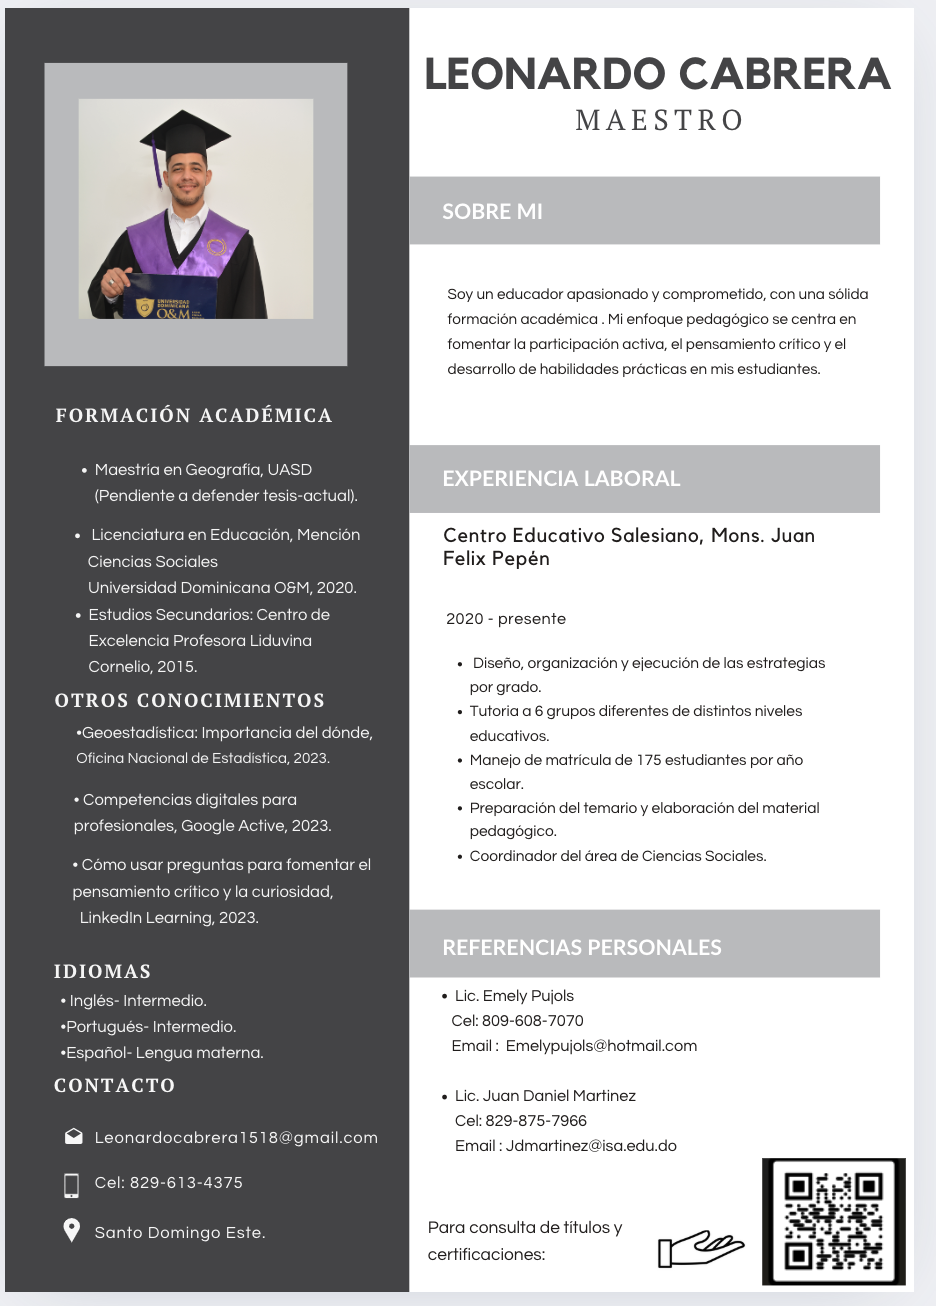 LEONARDO CABRERA
MAESTRO
UNIVERSIDAD
DOMINICANA
O&M
FORMACIÓN ACADÉMICA
• Maestría en Geografía, UASD
(Pendiente a defender tesis-actual).
• Licenciatura en Educación, Mención
Ciencias Sociales
Universidad Dominicana O&M, 2020.
• Estudios Secundarios: Centro de
Excelencia Profesora Liduvina
Cornelio, 2015.
OTROS CONOCIMIENTOS
•Geoestadística: Importancia del dónde,
Oficina Nacional de Estadística, 2023.
• Competencias digitales para
profesionales, Google Active, 2023.
• Cómo usar preguntas para fomentar el
pensamiento crítico y la curiosidad,
LinkedIn Learning, 2023.
IDIOMAS
• Inglés- Intermedio.
•Portugués- Intermedio.
•Español- Lengua materna.
CONTACTO
Leonardocabrera1518@gmail.com
Cel: 829-613-4375
Santo Domingo Este.
SOBRE MI
Soy un educador apasionado y comprometido, con una sólida
formación académica . Mi enfoque pedagógico se centra en
fomentar la participación activa, el pensamiento crítico y el
desarrollo de habilidades prácticas en mis estudiantes.
EXPERIENCIA LABORAL
Centro Educativo Salesiano, Mons. Juan
Felix Pepén
2020 - presente
• Diseño, organización y ejecución de las estrategias
por grado.
• Tutoria a 6 grupos diferentes de distintos niveles
educativos.
• Manejo de matrícula de 175 estudiantes por año
escolar.
• Preparación del temario y elaboración del material
pedagógico.
• Coordinador del área de Ciencias Sociales.
REFERENCIAS PERSONALES
• Lic. Emely Pujols
Cel: 809-608-7070
Email : Emelypujols@hotmail.com
• Lic. Juan Daniel Martinez
Cel: 829-875-7966
Email : Jdmartinez@isa.edu.do
Para consulta de títulos y
certificaciones: